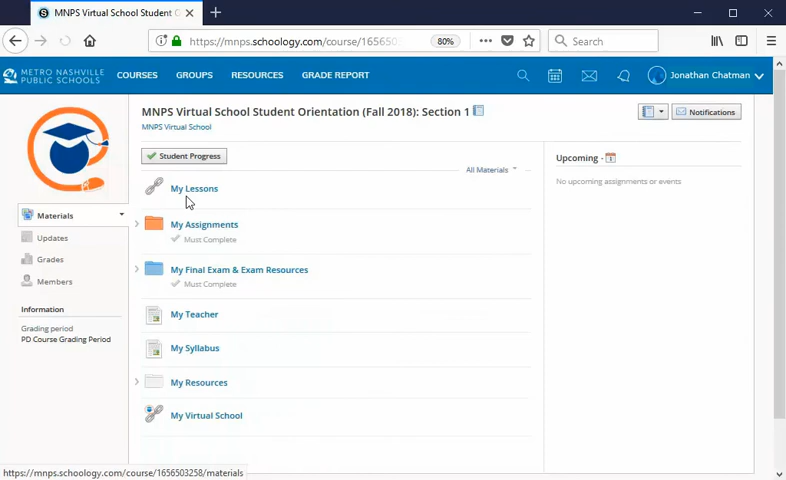 MNPS Virtual School Student O
https://mnps.schoology.com/course/1656503
80%
Search
METRO NASHVILLE
PUBLIC SCHOOLS
COURSES
GROUPS
RESOURCES
GRADE REPORT
Jonathan Chatman
MNPS Virtual School Student Orientation (Fall 2018): Section 1
MNPS Virtual School
Notifications
Student Progress
All Materials
Upcoming
No upcoming assignments or events
Materials
Updates
Grades
Members
Information
Grading period
PD Course Grading Period
My Lessons
My Assignments
Must Complete
My Final Exam & Exam Resources
Must Complete
My Teacher
My Syllabus
My Resources
My Virtual School
https://mnps.schoology.com/course/1656503258/materials